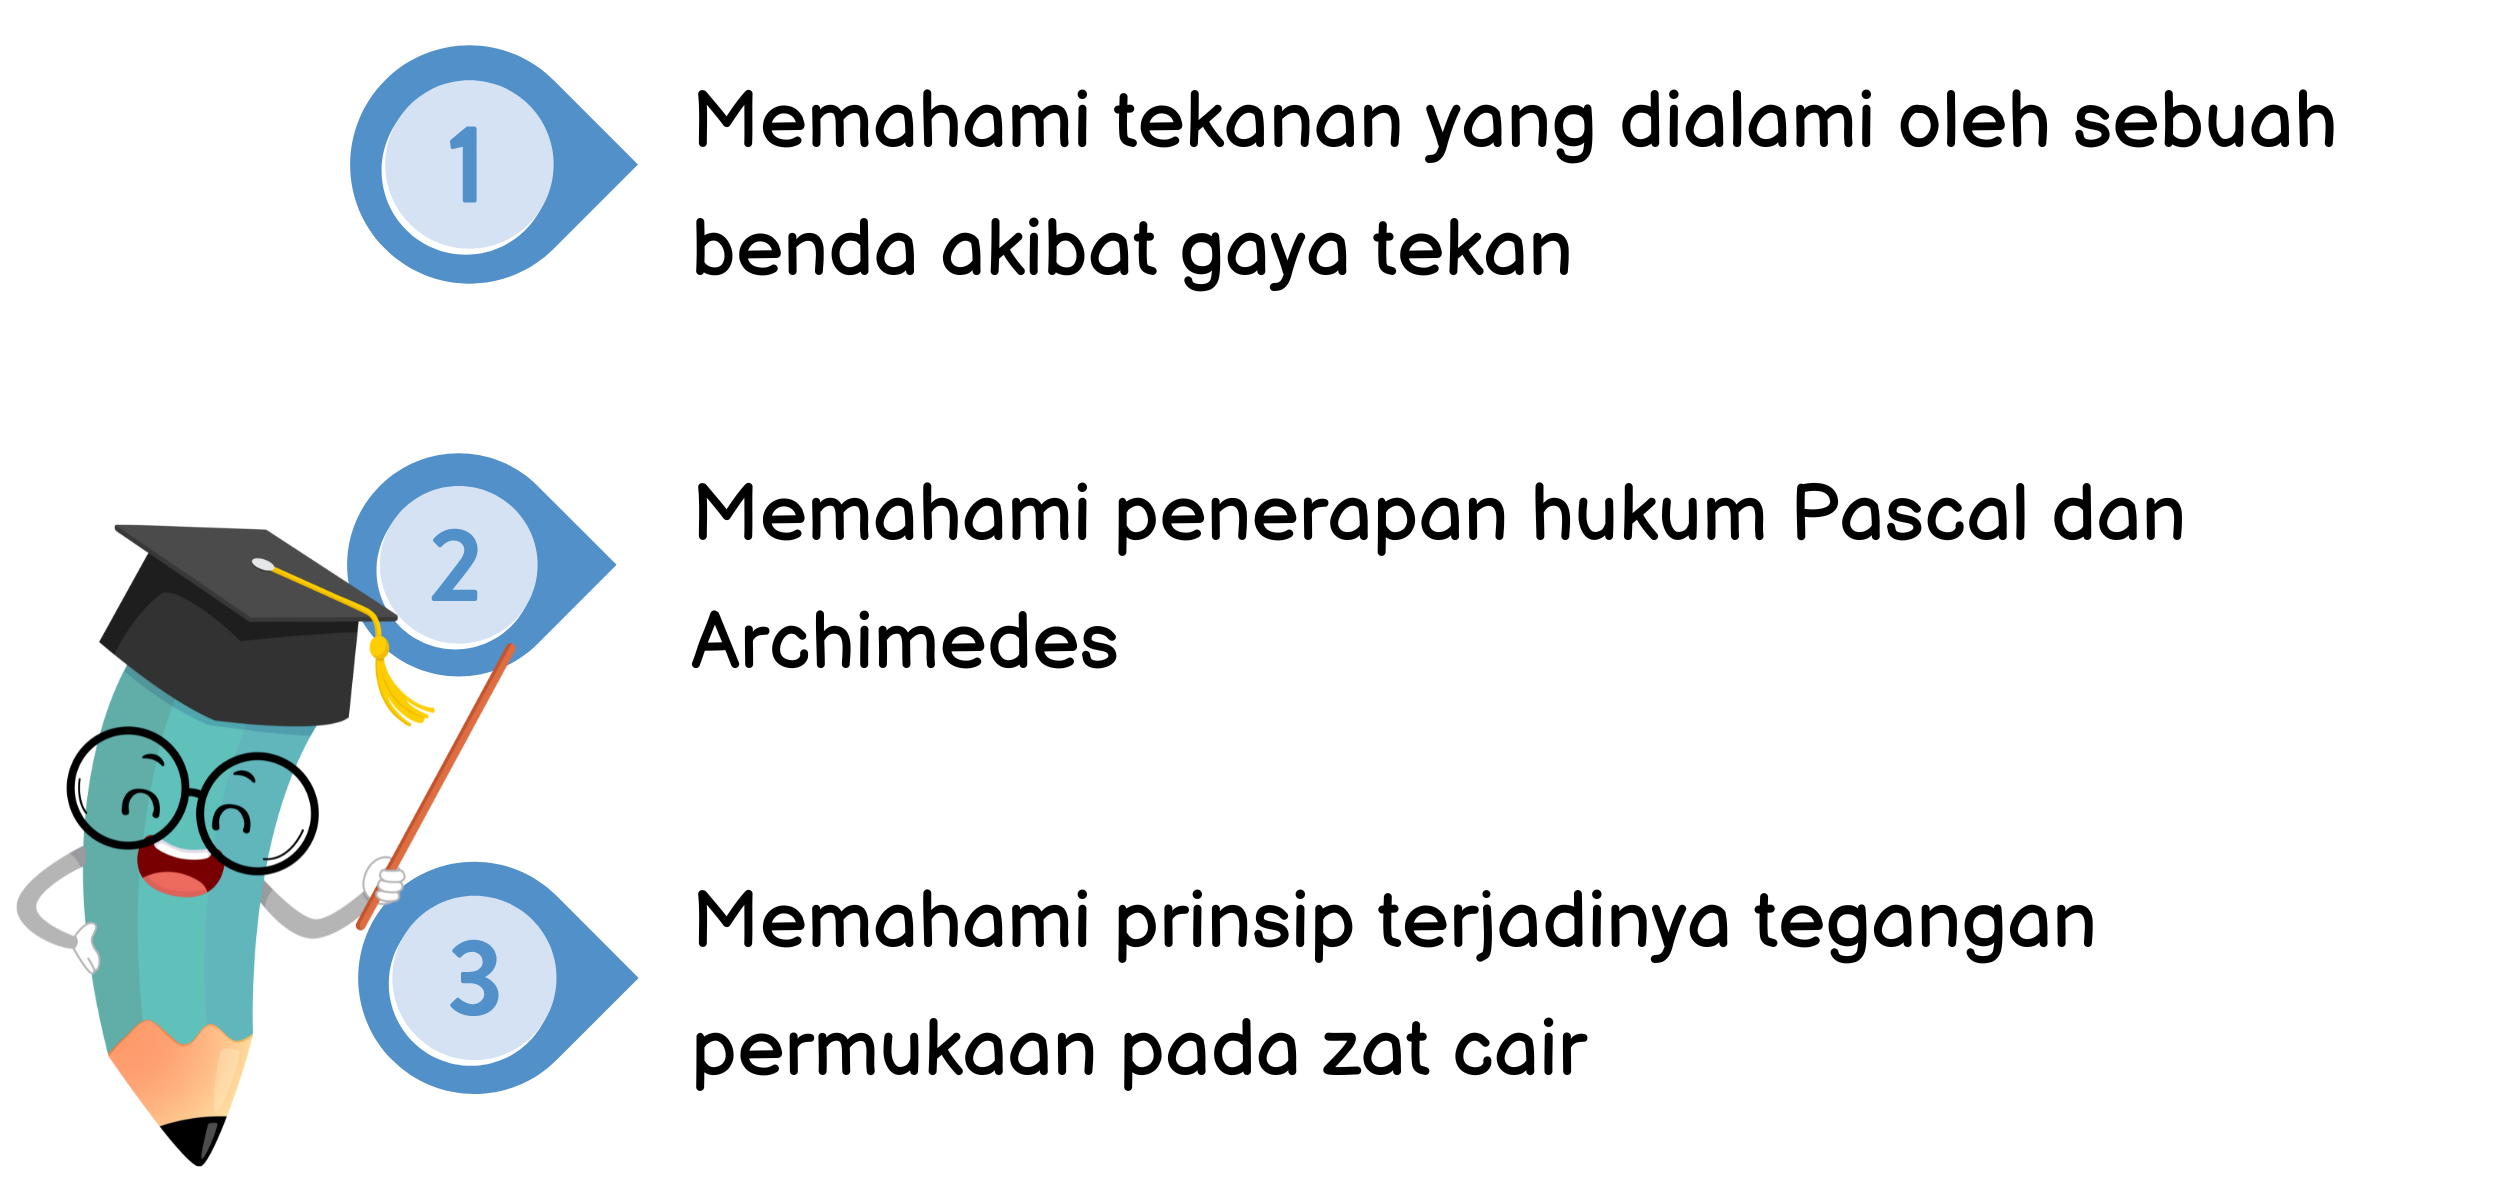 1
Memahami tekanan yang dialami oleh sebuah
benda akibat gaya tekan
2
Memahami penerapan hukum Pascal dan
Archimedes
3
Memahami prinsip terjadinya tegangan
permukaan pada zat cair